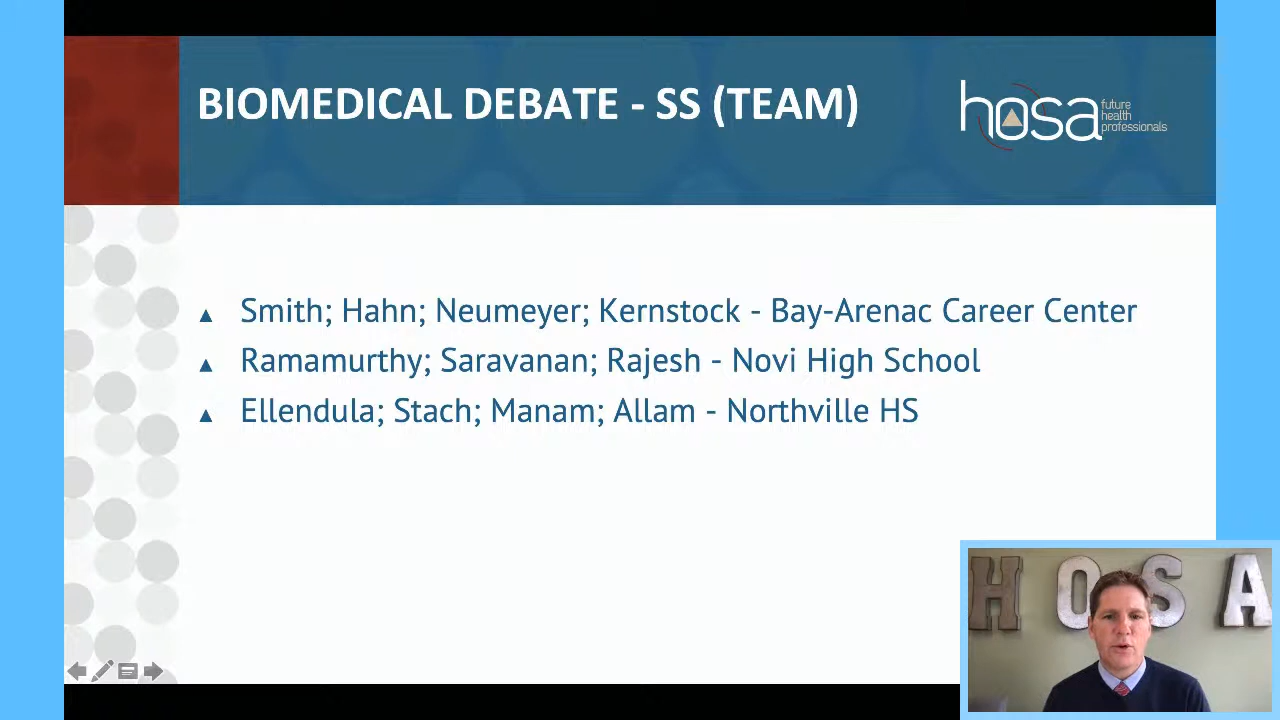 BIOMEDICAL DEBATE - SS (TEAM)
hosa
future
health
professionals
▲ Smith; Hahn; Neumeyer; Kernstock - Bay-Arenac Career Center
▲ Ramamurthy; Saravanan; Rajesh - Novi High School
▲ Ellendula; Stach; Manam; Allam - Northville HS
HOSA